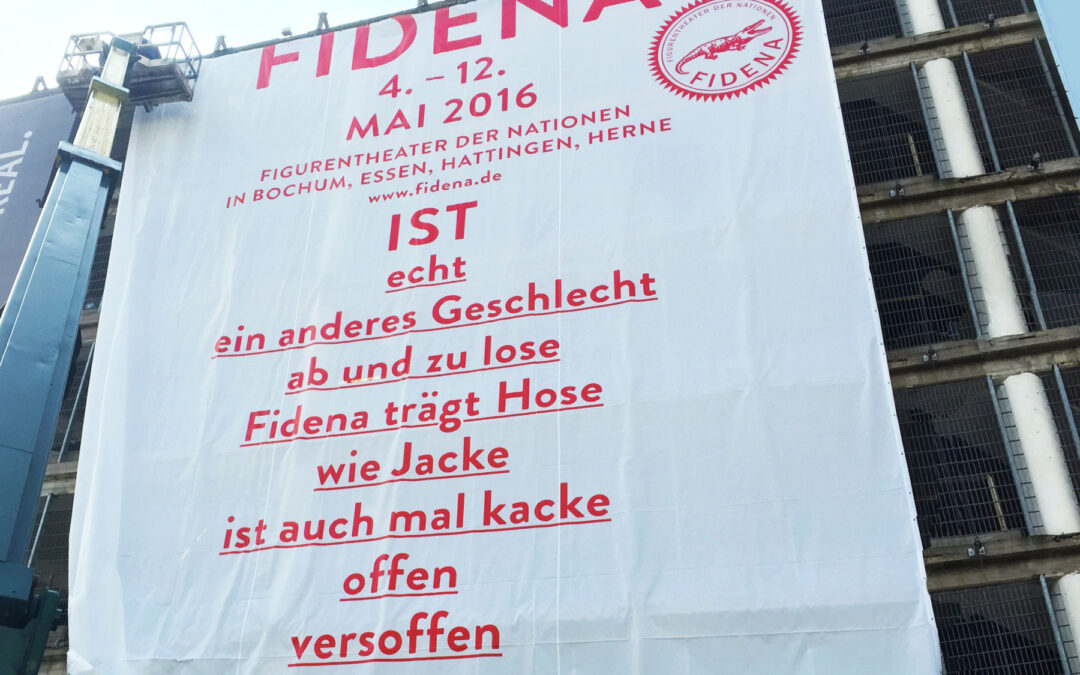 REAL.
FIDENA
4. – 12.
MAI 2016
FIGURENTHEATER DER NATIONEN
IN BOCHUM, ESSEN, HATTINGEN, HERNE
www.fidena.de
IST
echt
ein anderes Geschlecht
ab und zu lose
Fidena trägt Hose
wie Jacke
ist auch mal kacke
offen
versoffen
FIGURENTHEATER DER NATIONEN
FIDENA